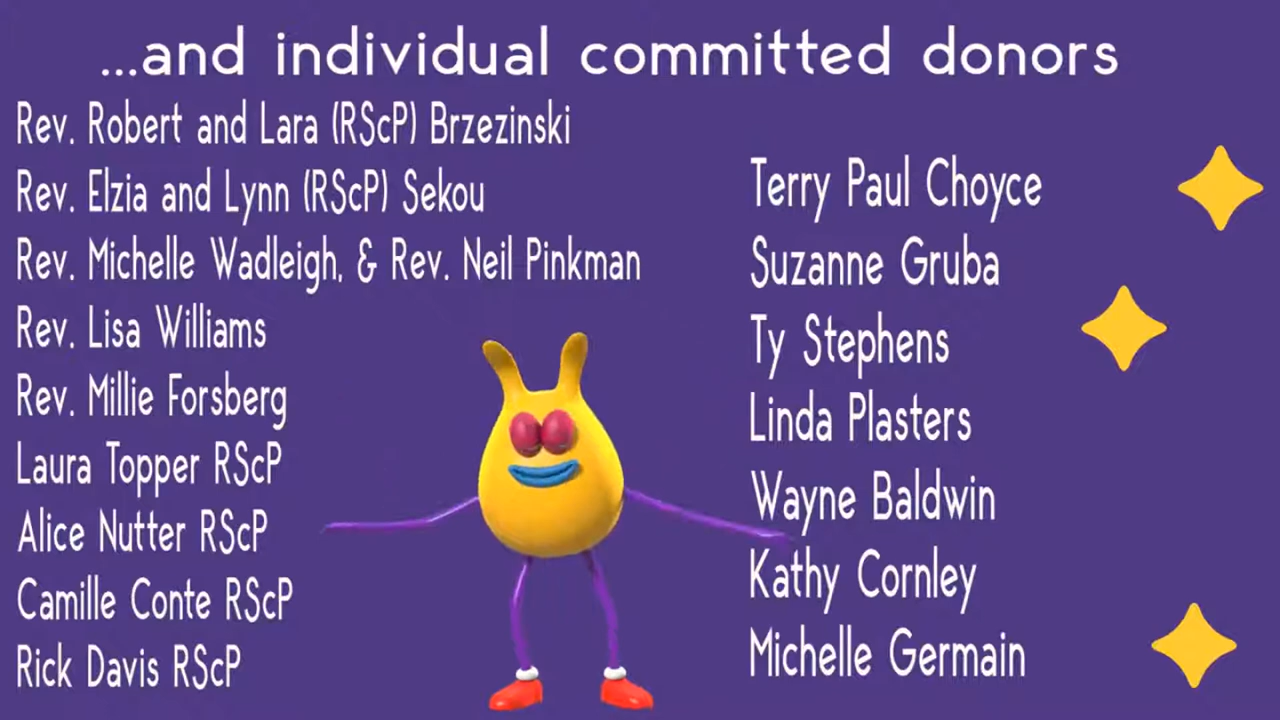 ...and individual committed donors
Rev. Robert and Lara (RScP) Brzezinski
Rev. Elzia and Lynn (RScP) Sekou
Rev. Michelle Wadleigh, & Rev. Neil Pinkman
Rev. Lisa Williams
Rev. Millie Forsberg
Laura Topper RScP
Alice Nutter RScP
Camille Conte RScP
Rick Davis RScP
Terry Paul Choyce
Suzanne Gruba
Ty Stephens
Linda Plasters
Wayne Baldwin
Kathy Cornley
Michelle Germain